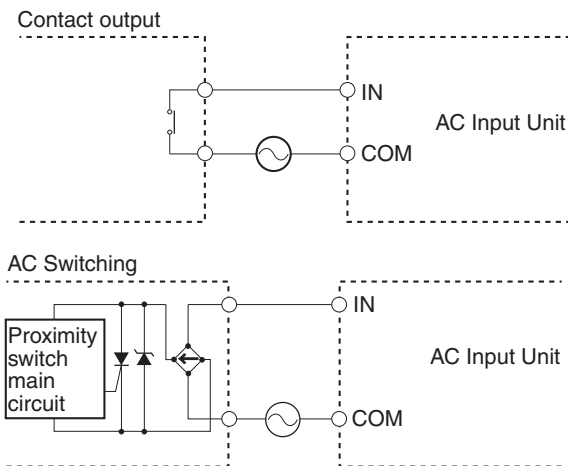 Contact output
IN
AC Input Unit
COM
AC Switching
IN
Proximity
switch
main
circuit
AC Input Unit
COM